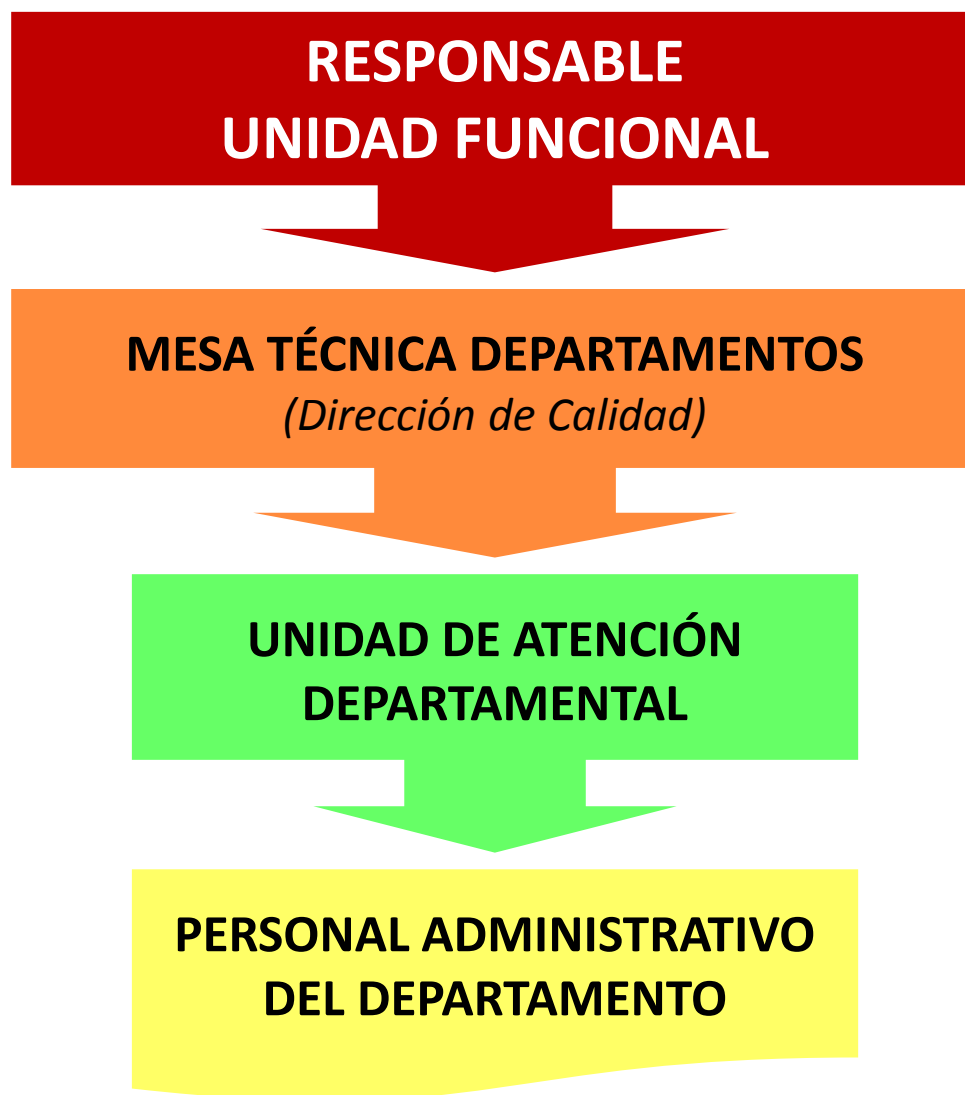 RESPONSABLE
UNIDAD FUNCIONAL
MESA TÉCNICA DEPARTAMENTOS
(Dirección de Calidad)
UNIDAD DE ATENCIÓN
DEPARTAMENTAL
PERSONAL ADMINISTRATIVO
DEL DEPARTAMENTO